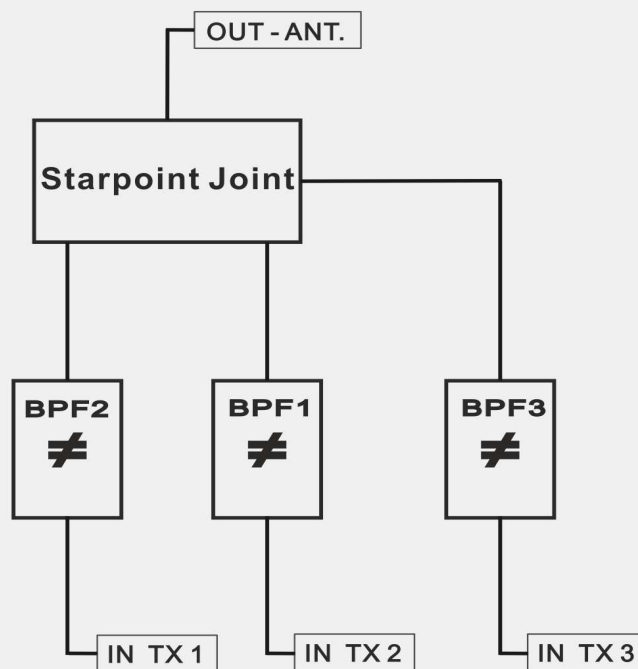 OUT - ANT.
Starpoint Joint
BPF2
≠
BPF1
≠
BPF3
≠
IN TX 1
IN TX 2
IN TX 3